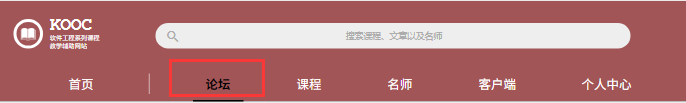 KOOC
软件工程系列课程
教学辅助网站
搜索课程、文章以及名师
首页
论坛
课程
名师
客户端
个人中心